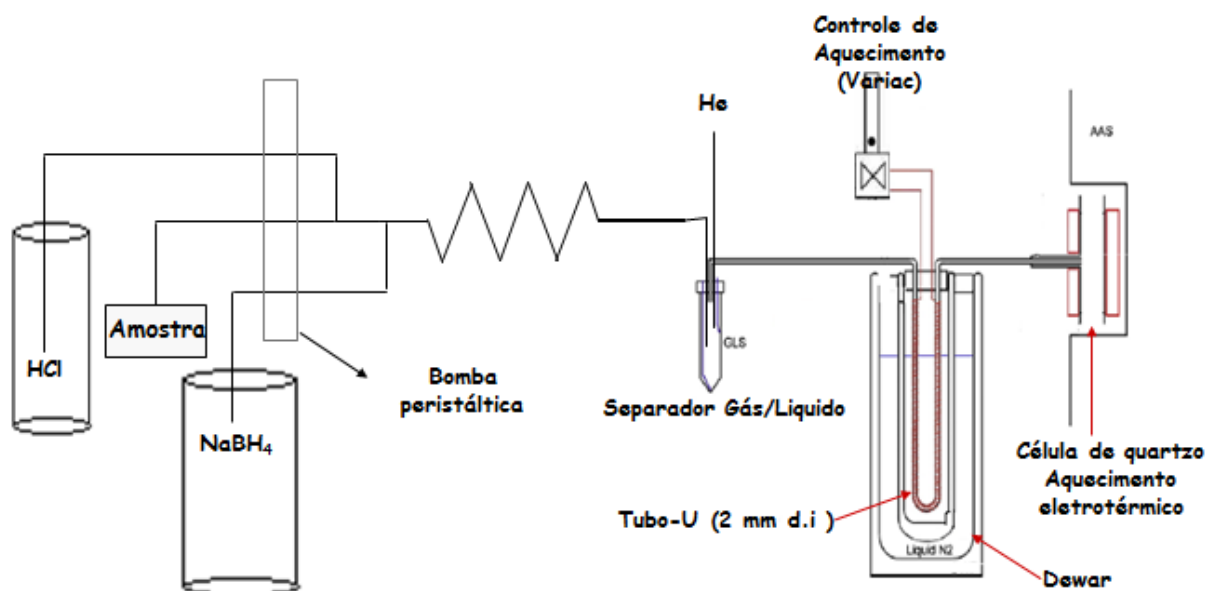 Controle de
Aquecimento
(Variac)
He
AAS
HCl
Amostra
NaBH4
Bomba
peristáltica
GLS
Separador Gás/Liquido
Tubo-U (2 mm d.i )
Liquid N2
Célula de quartzo
Aquecimento
eletrotérmico
Dewar